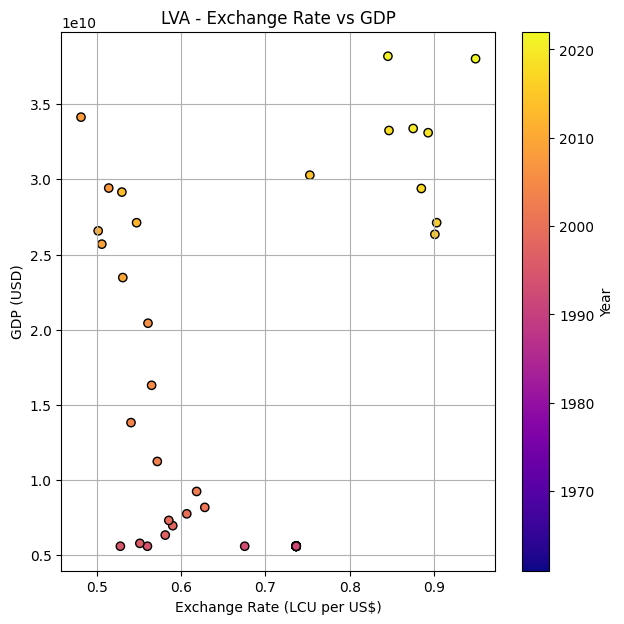 LVA - Exchange Rate vs GDP
1e10
3.5
3.0
2.5
2.0
1.5
1.0
0.5
GDP (USD)
0.5 0.6 0.7 0.8 0.9
Exchange Rate (LCU per US$)
2020
2010
2000
1990
1980
1970
Year